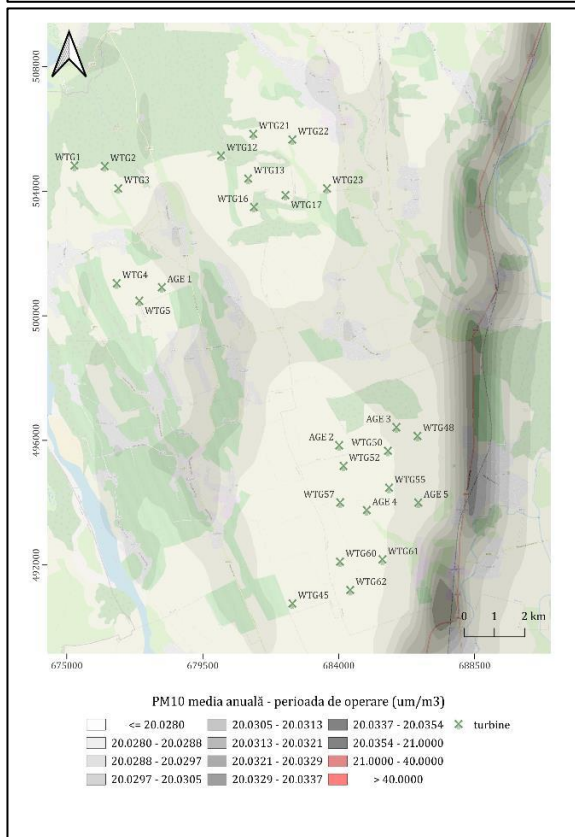 508000
WTG21
WTG22
WTG12
WTG1
WTG2
WTG13
WTG3
WTG23
504000
WTG16
WTG17
WTG4
AGE 1
WTG5
500000
AGE 3
WTG48
AGE 2
WTG50
496000
WTG52
WTG55
WTG57
AGE 4
AGE 5
WTG60
WTG61
492000
WTG62
WTG45
0 1 2 km
675000 679500 684000 688500
PM10 media anuală - perioada de operare (um/m3)
<= 20.0280 20.0305 - 20.0313 20.0337 - 20.0354 turbine
20.0280 - 20.0288 20.0313 - 20.0321 20.0354 - 21.0000
20.0288 - 20.0297 20.0321 - 20.0329 21.0000 - 40.0000
20.0297 - 20.0305 20.0329 - 20.0337 > 40.0000